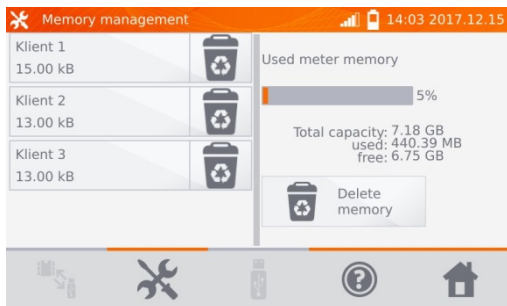 Memory management
14:03 2017.12.15
Klient 1
15.00 kB
Klient 2
13.00 kB
Klient 3
13.00 kB
Used meter memory
5%
Total capacity: 7.18 GB
used: 440.39 MB
free: 6.75 GB
Delete
memory
?